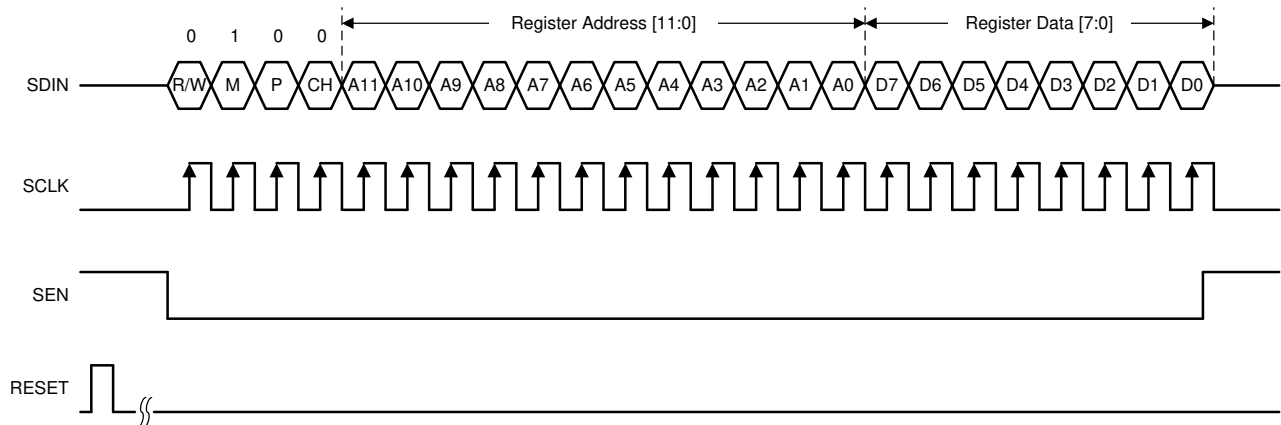 Register Address [11:0] Register Data [7:0]
0 1 0 0
SDIN R/W M P CH A11 A10 A9 A8 A7 A6 A5 A4 A3 A2 A1 A0 D7 D6 D5 D4 D3 D2 D1 D0
SCLK
SEN
RESET